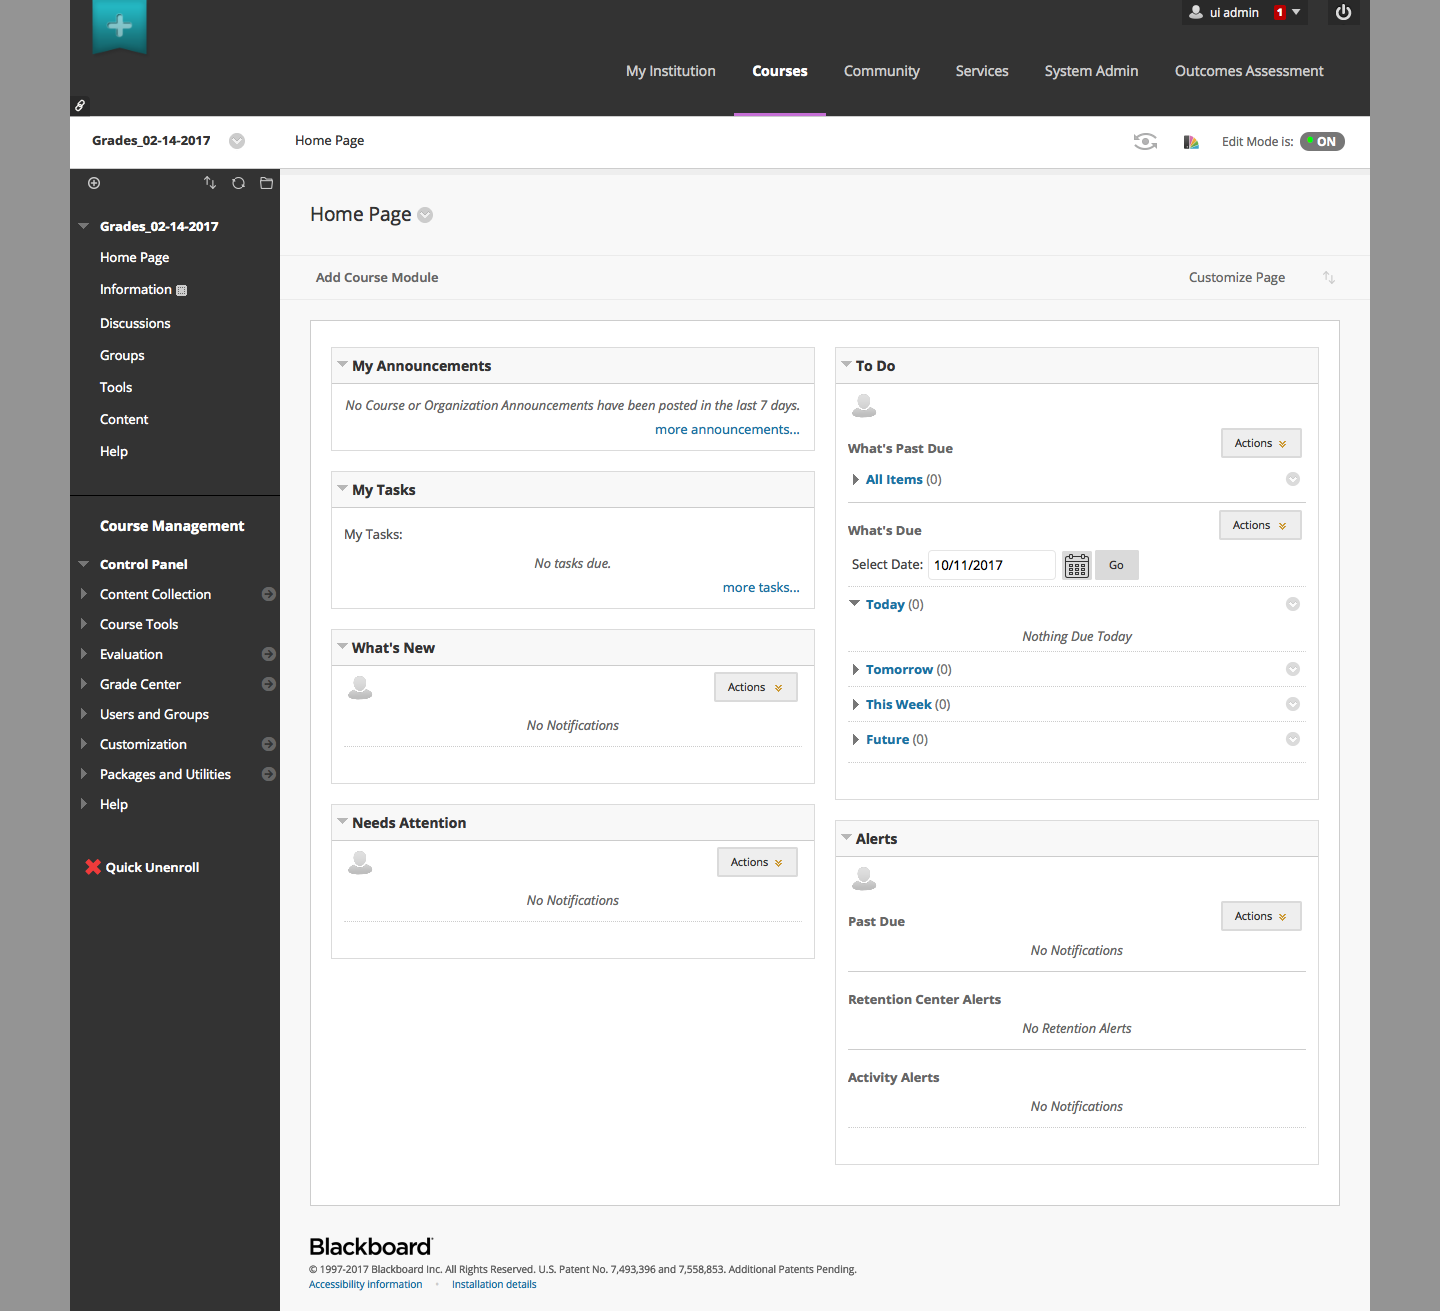 ui admin 1
My Institution Courses Community Services System Admin Outcomes Assessment
Grades_02-14-2017 Home Page Edit Mode is: ON
Grades_02-14-2017
Home Page
Information
Discussions
Groups
Tools
Content
Help
Course Management
Control Panel
Content Collection
Course Tools
Evaluation
Grade Center
Users and Groups
Customization
Packages and Utilities
Help
Quick Unenroll
Home Page
Add Course Module Customize Page
My Announcements
No Course or Organization Announcements have been posted in the last 7 days.
more announcements...
My Tasks
My Tasks:
No tasks due.
more tasks...
What's New
Actions
No Notifications
Needs Attention
Actions
No Notifications
To Do
What's Past Due Actions
All Items (0)
What's Due Actions
Select Date: 10/11/2017 Go
Today (0)
Nothing Due Today
Tomorrow (0)
This Week (0)
Future (0)
Alerts
Past Due Actions
No Notifications
Retention Center Alerts
No Retention Alerts
Activity Alerts
No Notifications
Blackboard
© 1997-2017 Blackboard Inc. All Rights Reserved. U.S. Patent No. 7,493,396 and 7,558,853. Additional Patents Pending.
Accessibility information • Installation details